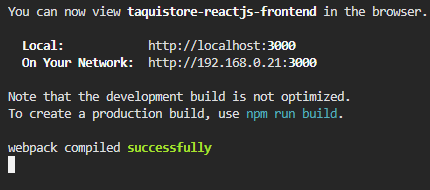 You can now view taquistore-reactjs-frontend in the browser.
Local: http://localhost:3000
On Your Network: http://192.168.0.21:3000
Note that the development build is not optimized.
To create a production build, use npm run build.
webpack compiled successfully